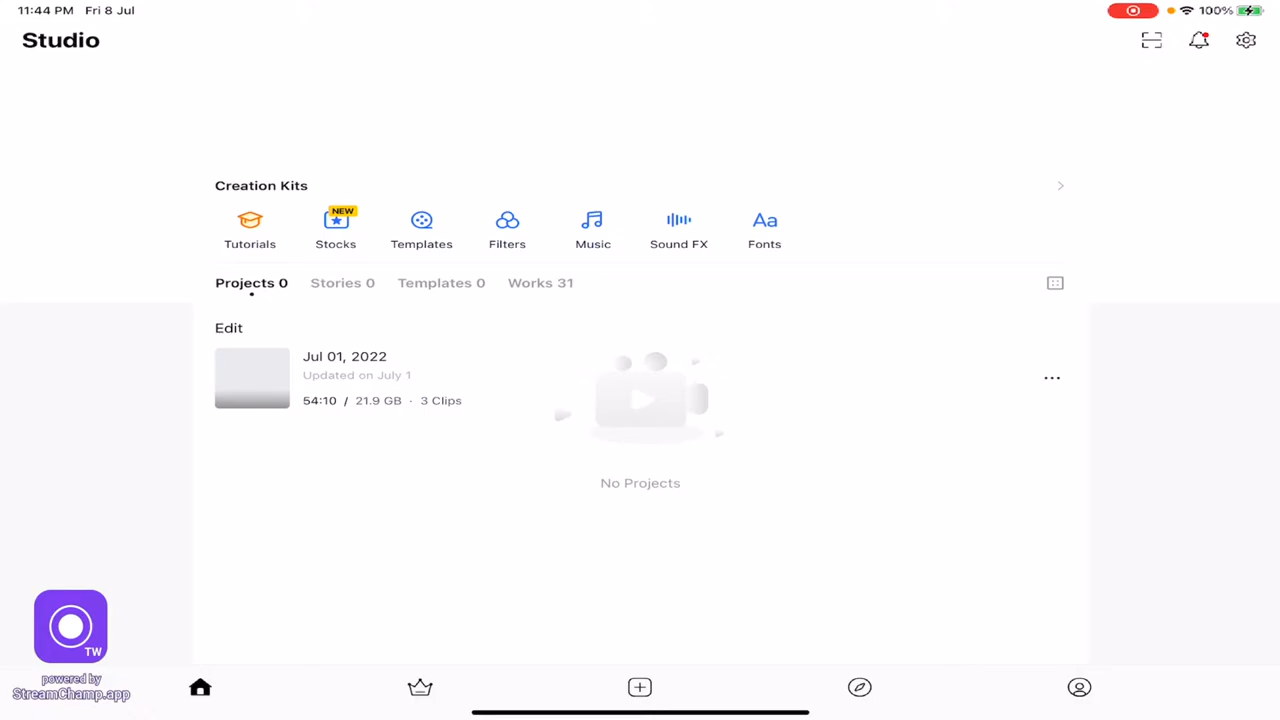 11:44 PM Fri 8 Jul
100%
Studio
Creation Kits
NEW
Tutorials Stocks Templates Filters Music Sound FX Aa Fonts
Projects 0 Stories 0 Templates 0 Works 31
Edit
Jul 01, 2022
Updated on July 1
54:10 / 21.9 GB · 3 Clips
No Projects
TW
powered by
StreamChamp.app